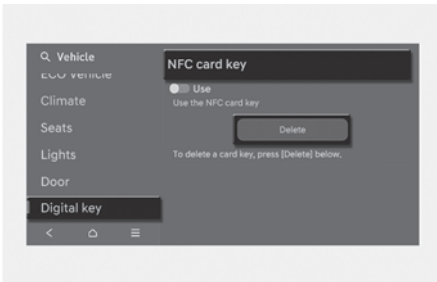 Vehicle
ECO Vehicle
Climate
Seats
Lights
Door
Digital key
NFC card key
Use
Use the NFC card key
Delete
To delete a card key, press [Delete] below.